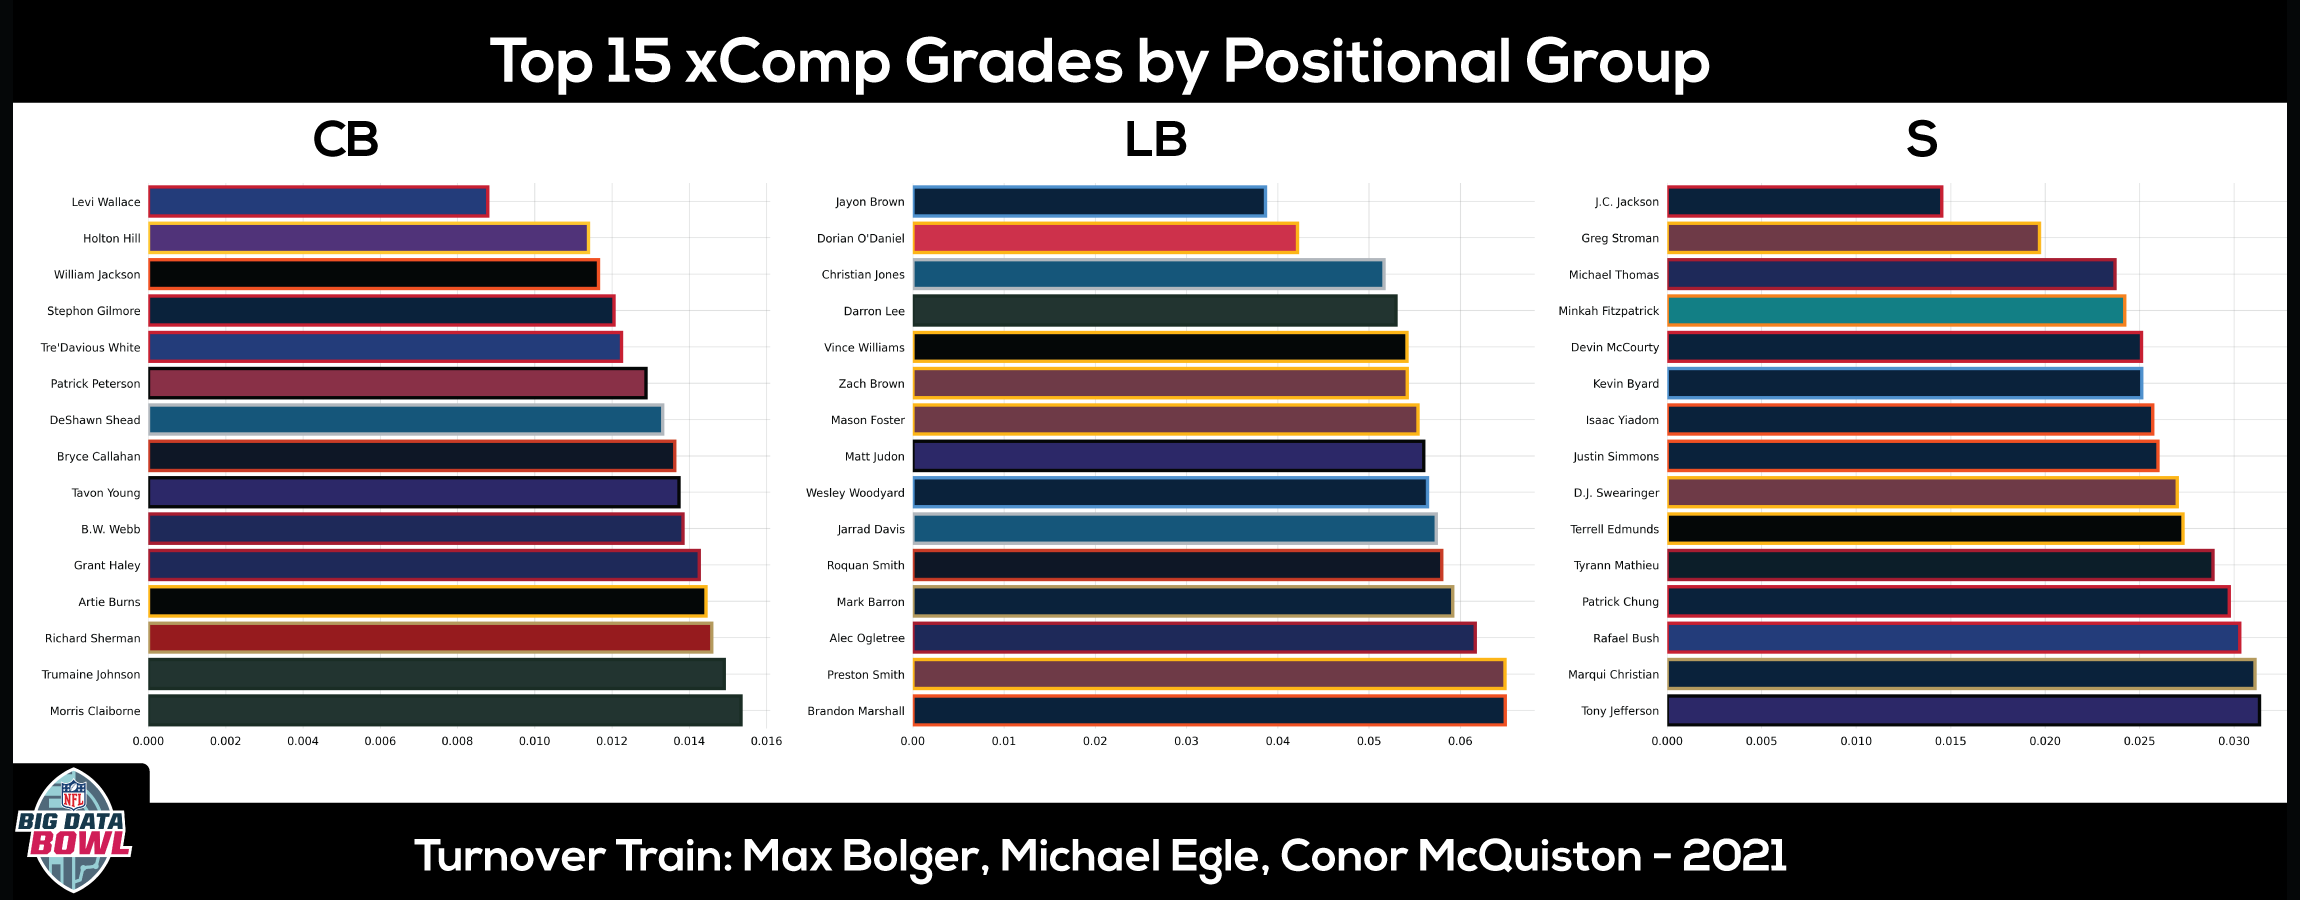 Top 15 xComp Grades by Positional Group
CB
Levi Wallace
Holton Hill
William Jackson
Stephon Gilmore
Tre'Davious White
Patrick Peterson
DeShawn Shead
Bryce Callahan
Tavon Young
B.W. Webb
Grant Haley
Artie Burns
Richard Sherman
Trumaine Johnson
Morris Claiborne
0.000 0.002 0.004 0.006 0.008 0.010 0.012 0.014 0.016
LB
Jayon Brown
Dorian O'Daniel
Christian Jones
Darron Lee
Vince Williams
Zach Brown
Mason Foster
Matt Judon
Wesley Woodyard
Jarrad Davis
Roquan Smith
Mark Barron
Alec Ogletree
Preston Smith
Brandon Marshall
0.00 0.01 0.02 0.03 0.04 0.05 0.06
S
J.C. Jackson
Greg Stroman
Michael Thomas
Minkah Fitzpatrick
Devin McCourty
Kevin Byard
Isaac Yiadom
Justin Simmons
D.J. Swearinger
Terrell Edmunds
Tyrann Mathieu
Patrick Chung
Rafael Bush
Marqui Christian
Tony Jefferson
0.000 0.005 0.010 0.015 0.020 0.025 0.030
NFL
BIG DATA
BOWL
Turnover Train: Max Bolger, Michael Egle, Conor McQuiston - 2021